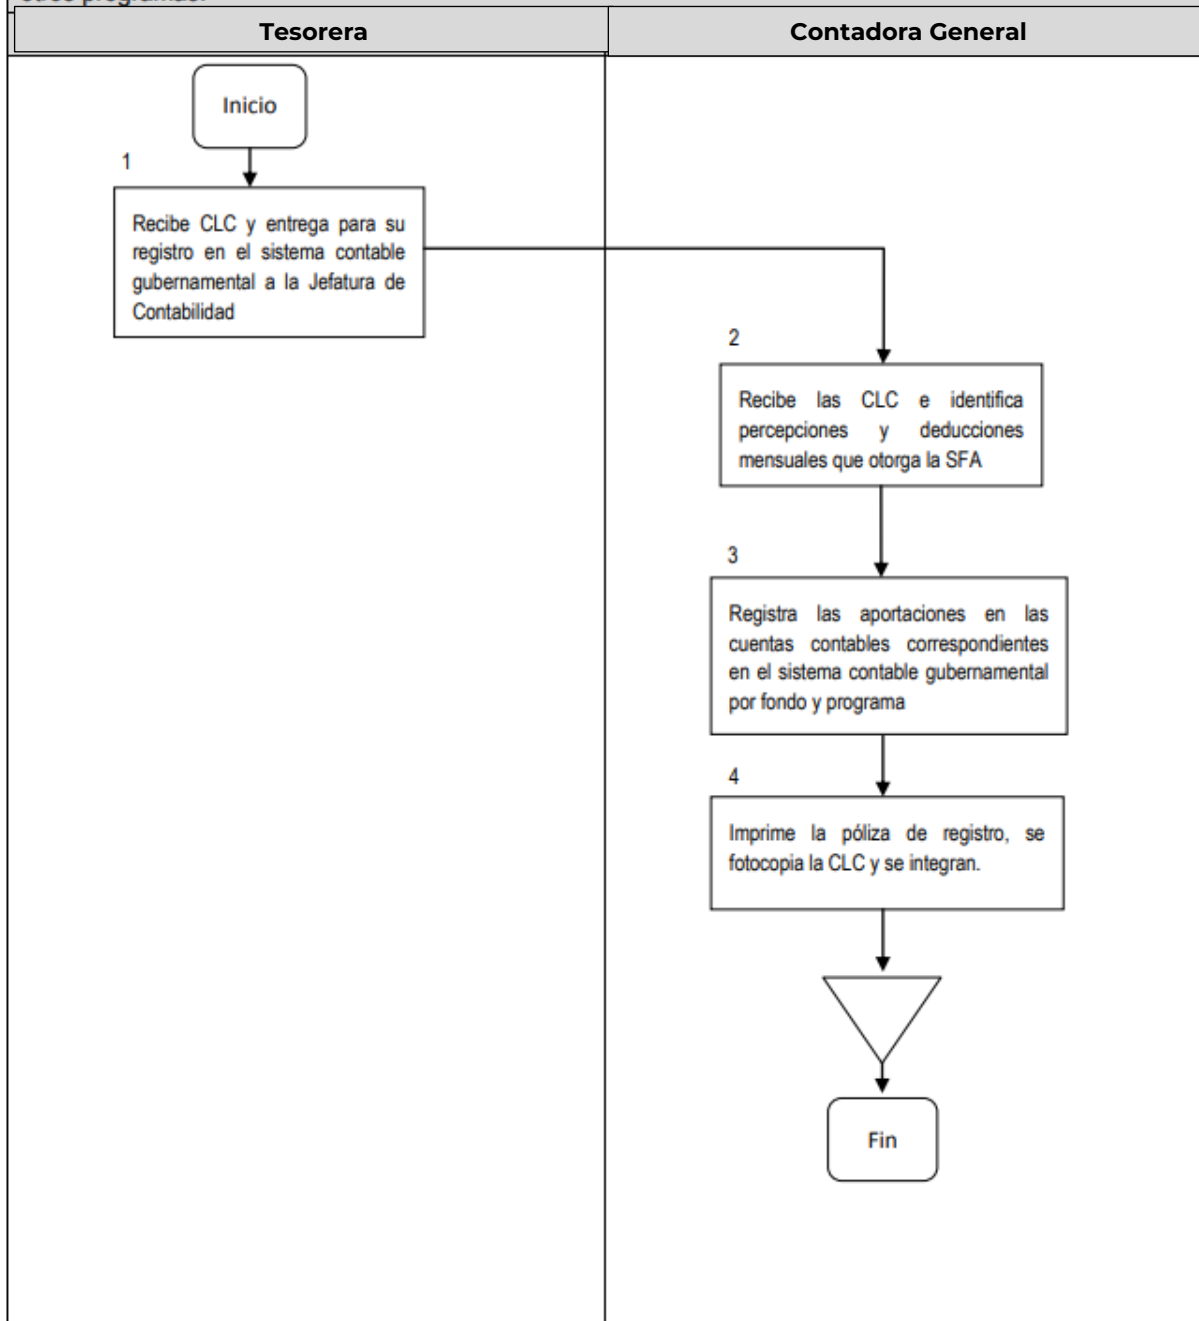 Tesorera
Contadora General
Inicio
1
Recibe CLC y entrega para su
registro en el sistema contable
gubernamental a la Jefatura de
Contabilidad
2
Recibe las CLC e identifica
percepciones y deducciones
mensuales que otorga la SFA
3
Registra las aportaciones en las
cuentas contables correspondientes
en el sistema contable gubernamental
por fondo y programa
4
Imprime la póliza de registro, se
fotocopia la CLC y se integran.
Fin